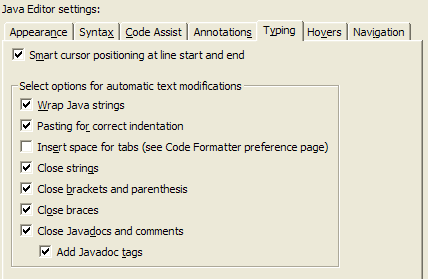 Java Editor settings:
Appearance Syntax Code Assist Annotations Typing Hovers Navigation
Smart cursor positioning at line start and end
Select options for automatic text modifications
Wrap Java strings
Pasting for correct indentation
Insert space for tabs (see Code Formatter preference page)
Close strings
Close brackets and parenthesis
Close braces
Close Javadocs and comments
Add Javadoc tags